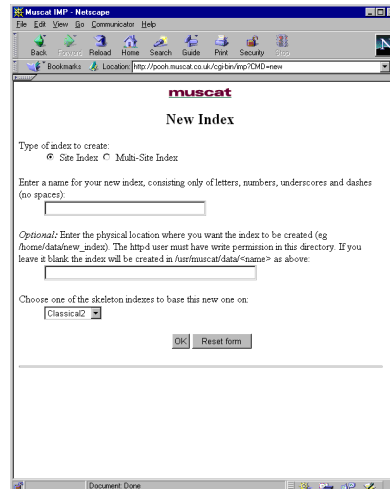 Muscat IMP - Netscape
File Edit View Go Communicator Help
Back Forward Reload Home Search Guide Print Security Stop
Bookmarks Location: http://pooh.muscat.co.uk/cgi-bin/imp?CMD=new
muscat
New Index
Type of index to create:
Site Index Multi-Site Index
Enter a name for your new index, consisting only of letters, numbers, underscores and dashes
(no spaces):
Optional: Enter the physical location where you want the index to be created (eg
/home/data/new_index). The httpd user must have write permission in this directory. If you
leave it blank the index will be created in /usr/muscat/data/<name> as above:
Choose one of the skeleton indexes to base this new one on:
Classical2
OK Reset form
Document: Done